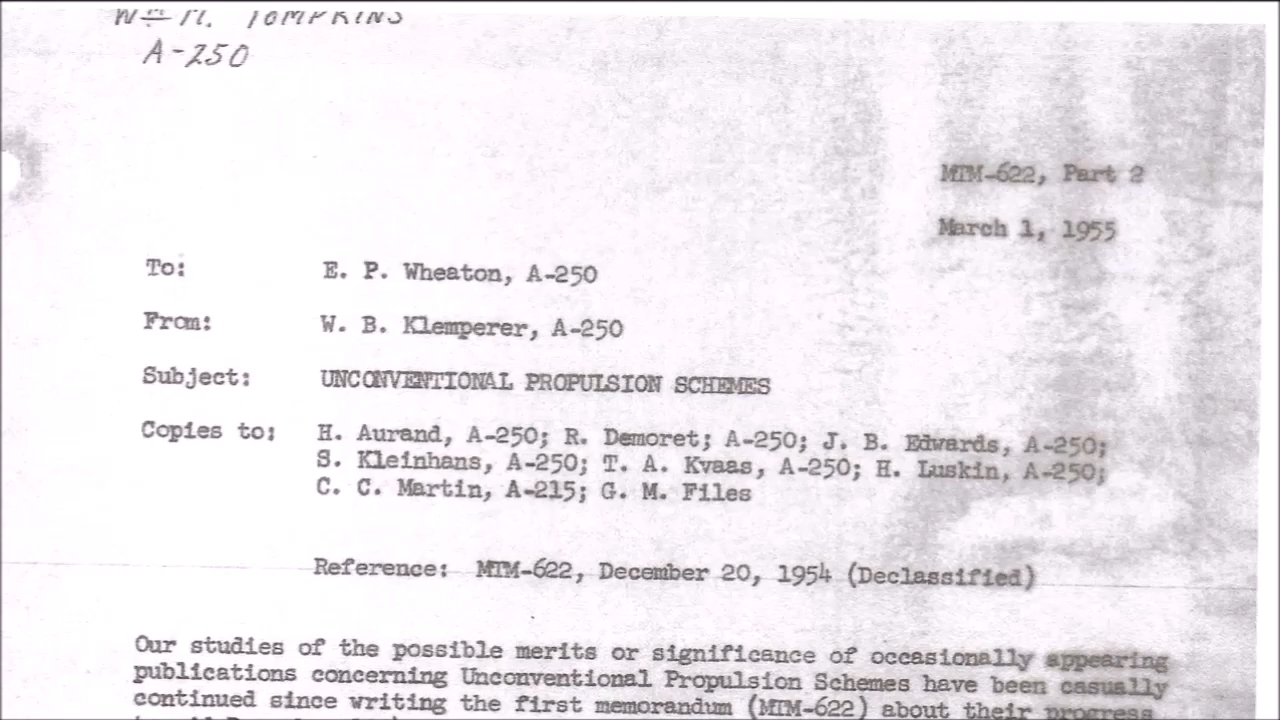 Wm M. TOMPKINS
A-250
MTM-622, Part 2
March 1, 1955
To: E. P. Wheaton, A-250
From: W. B. Klemperer, A-250
Subject: UNCONVENTIONAL PROPULSION SCHEMES
Copies to: H. Aurand, A-250; R. Demoret; A-250; J. B. Edwards, A-250;
S. Kleinhans, A-250; T. A. Kvaas, A-250; H. Luskin, A-250;
C. C. Martin, A-215; G. M. Files
Reference: MTM-622, December 20, 1954 (Declassified)
Our studies of the possible merits or significance of occasionally appearing
publications concerning Unconventional Propulsion Schemes have been casually
continued since writing the first memorandum (MTM-622) about their progress